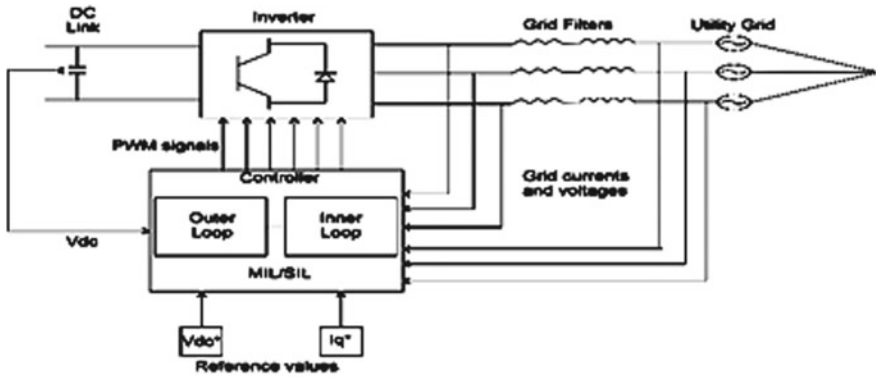 DC
Link
Inverter
Grid Filters
Utility Grid
PWM signals
Controller
Grid currents
and voltages
Outer
Loop
Inner
Loop
Vdc
MIL/SIL
Vdc*
Iq*
Reference values